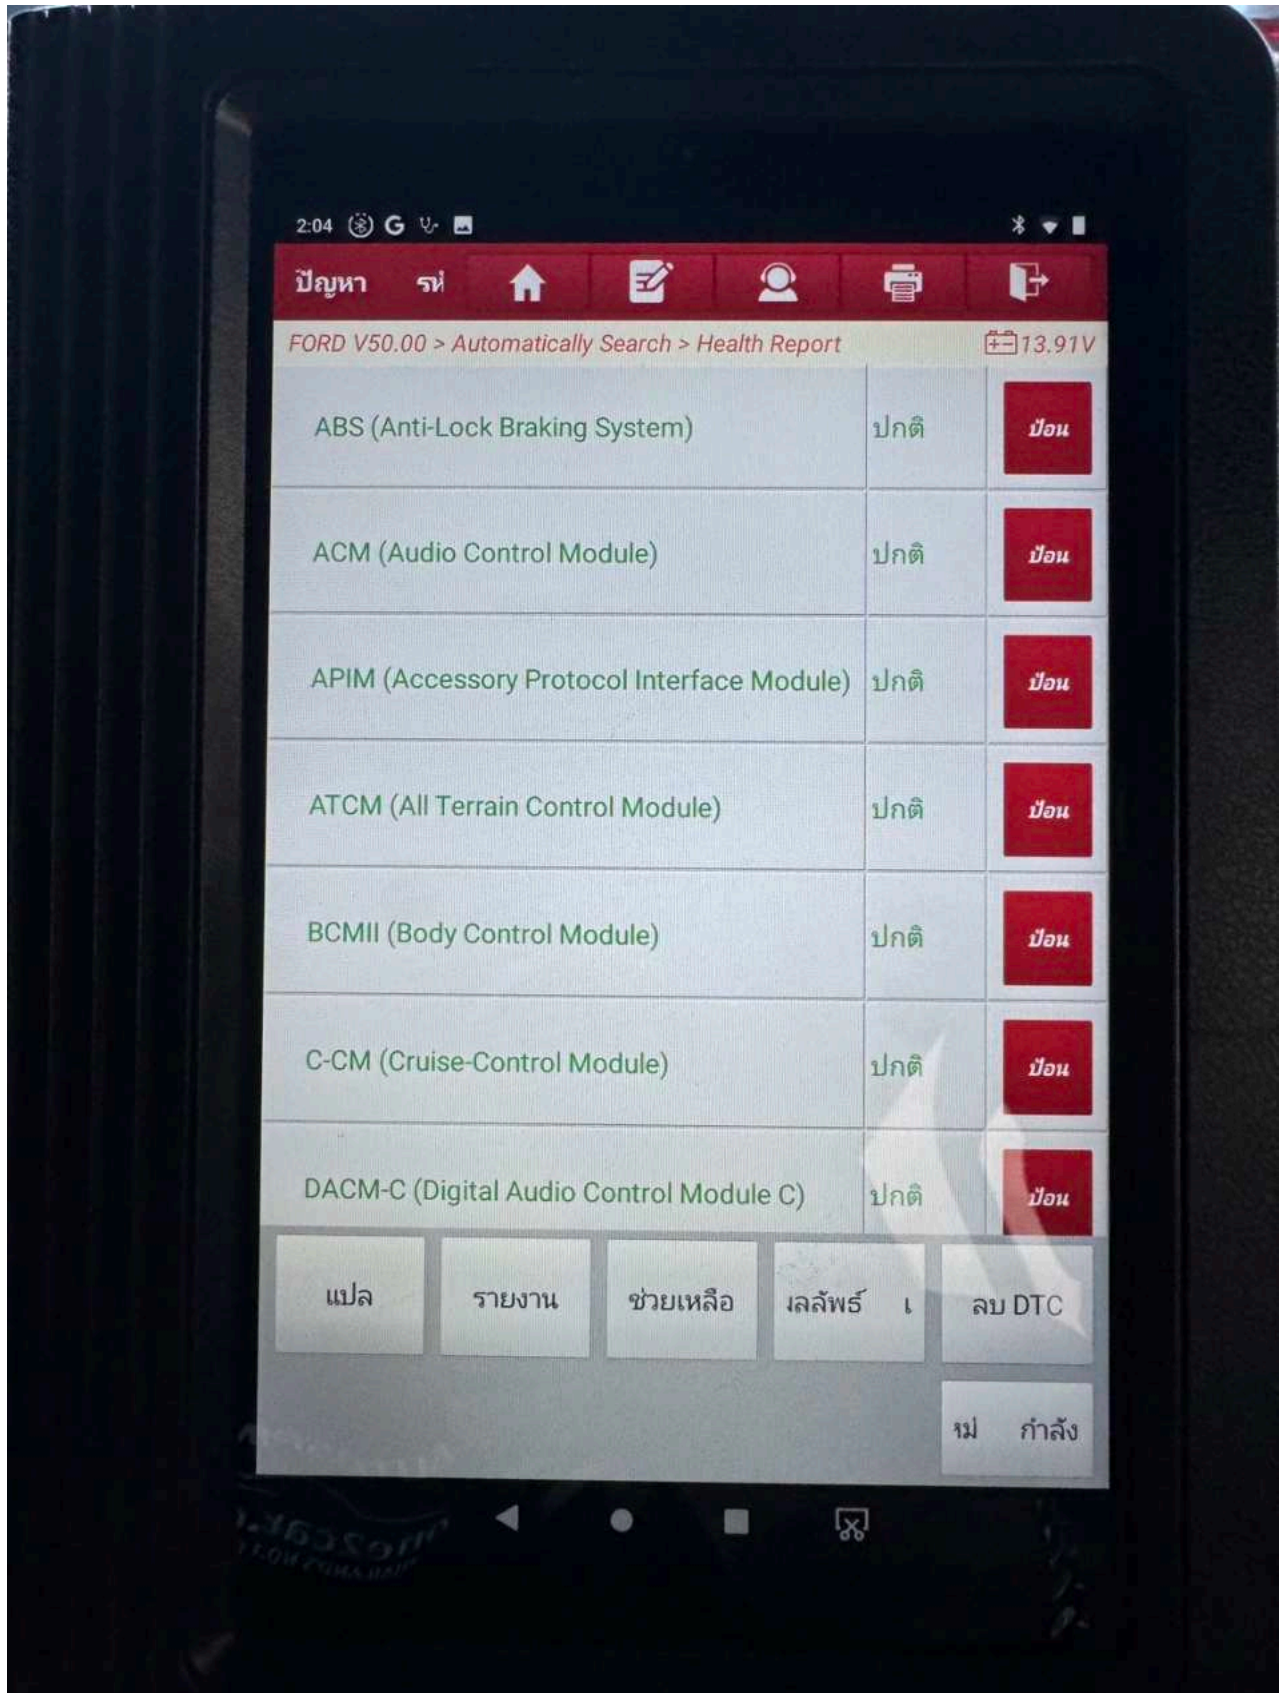 2:04
ปัญหา รห่
FORD V50.00 > Automatically Search > Health Report 13.91V
ABS (Anti-Lock Braking System) ปกติ ป้อน
ACM (Audio Control Module) ปกติ ป้อน
APIM (Accessory Protocol Interface Module) ปกติ ป้อน
ATCM (All Terrain Control Module) ปกติ ป้อน
BCMII (Body Control Module) ปกติ ป้อน
C-CM (Cruise-Control Module) ปกติ ป้อน
DACM-C (Digital Audio Control Module C) ปกติ ป้อน
แปล รายงาน ช่วยเหลือ ลบ DTC
กำลัง